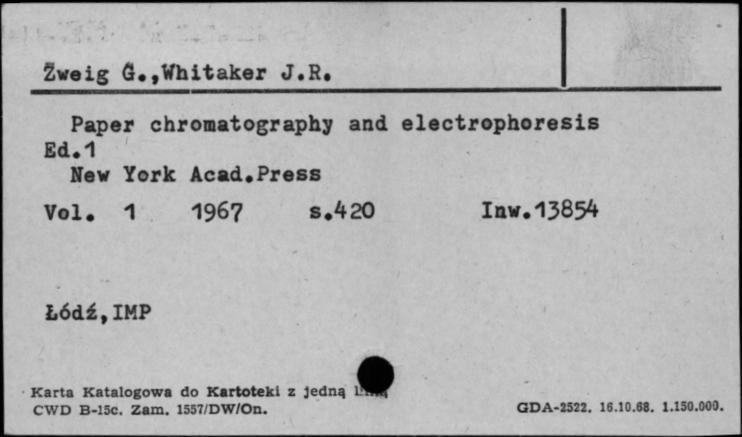 Zweig G.,Whitaker J.R.
Paper chromatography and electrophoresis
Ed.1
New York Acad.Press
Vol. 1 1967 s.420 Inw.13854
Łódź,IMP
Karta Katalogowa do Kartoteki z jedną
CWD B-15c. Zam. 1557/DW/On.
GDA-2522. 16.10.68. 1.150.000.